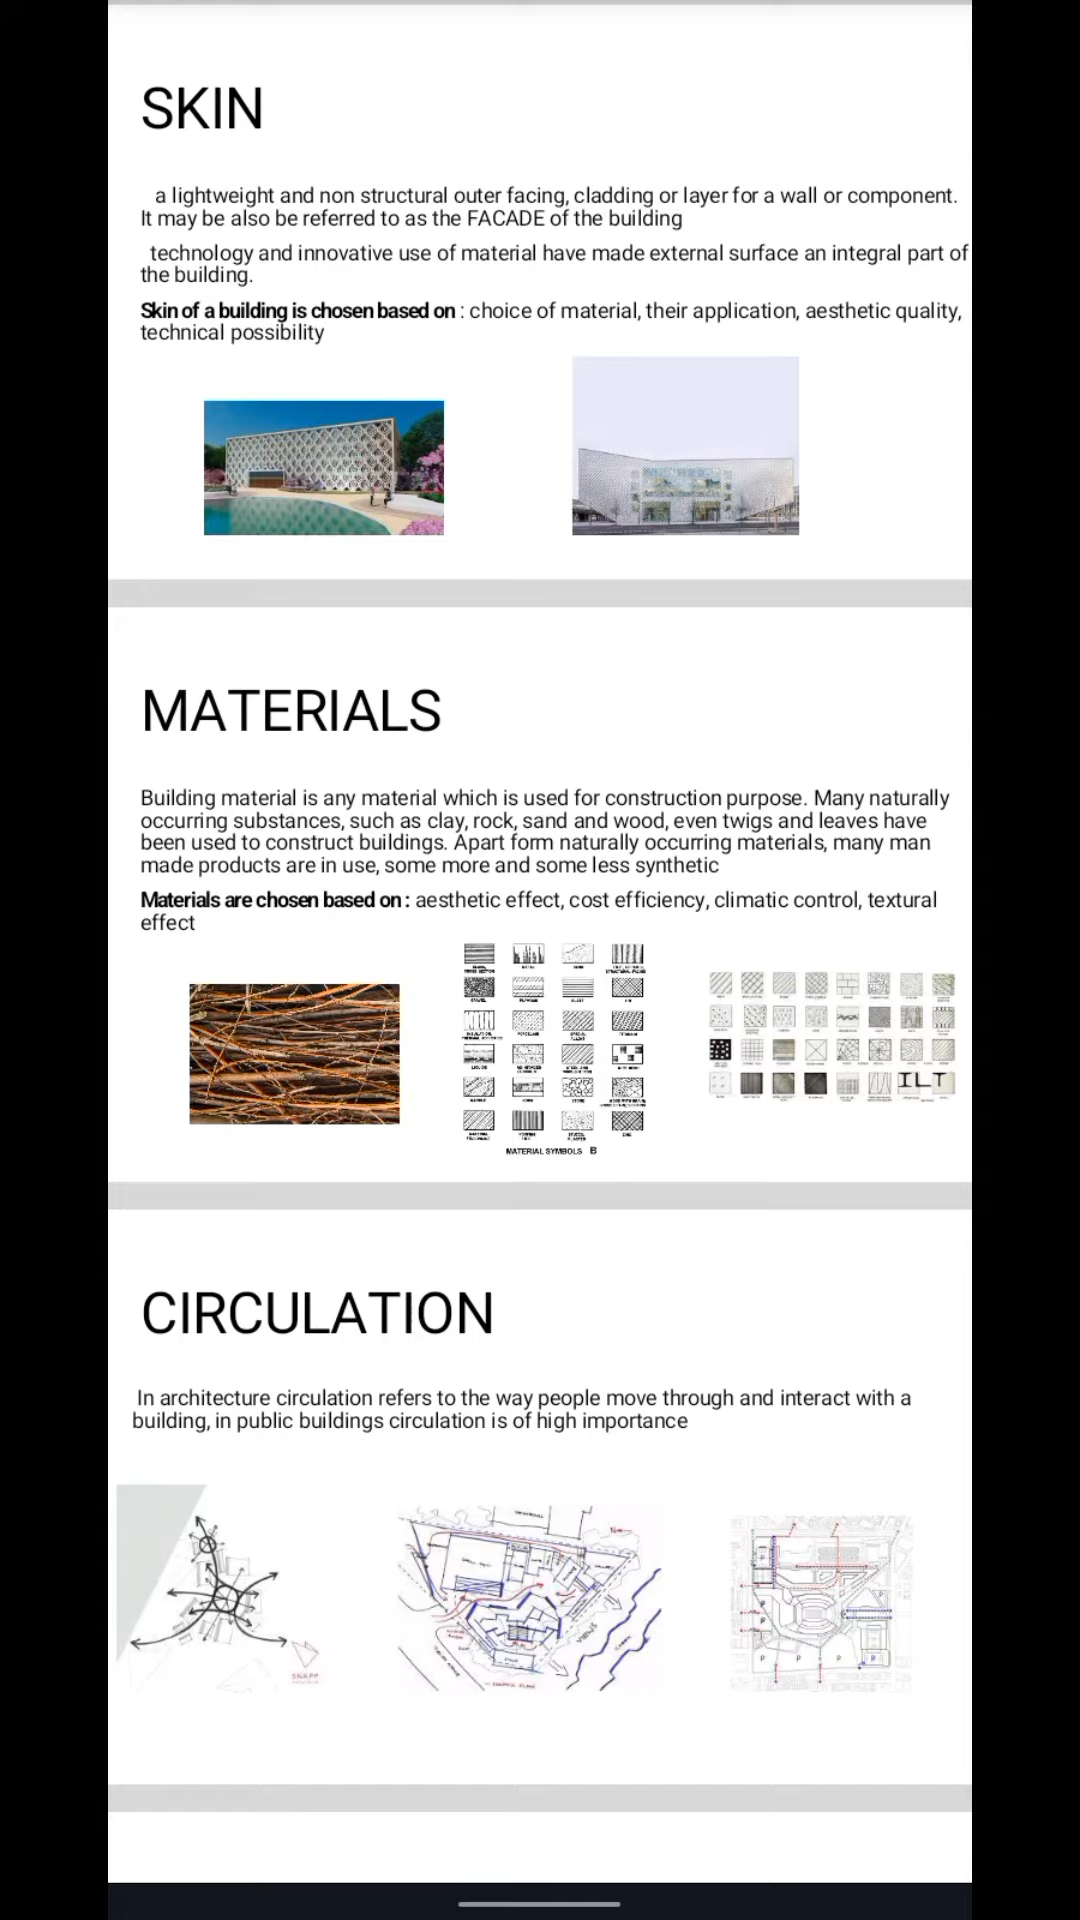 SKIN
a lightweight and non structural outer facing, cladding or layer for a wall or component.
It may be also be referred to as the FACADE of the building
technology and innovative use of material have made external surface an integral part of
the building.
Skin of a building is chosen based on : choice of material, their application, aesthetic quality,
technical possibility
MATERIALS
Building material is any material which is used for construction purpose. Many naturally
occurring substances, such as clay, rock, sand and wood, even twigs and leaves have
been used to construct buildings. Apart form naturally occurring materials, many man
made products are in use, some more and some less synthetic
Materials are chosen based on : aesthetic effect, cost efficiency, climatic control, textural
effect
GRAVEL
PLYWOOD
PORCELAIN
MARBLE
STONE
MATERIAL SYMBOLS B
ILT
CIRCULATION
In architecture circulation refers to the way people move through and interact with a
building, in public buildings circulation is of high importance
VIEWS
P
P
P
P
P
P